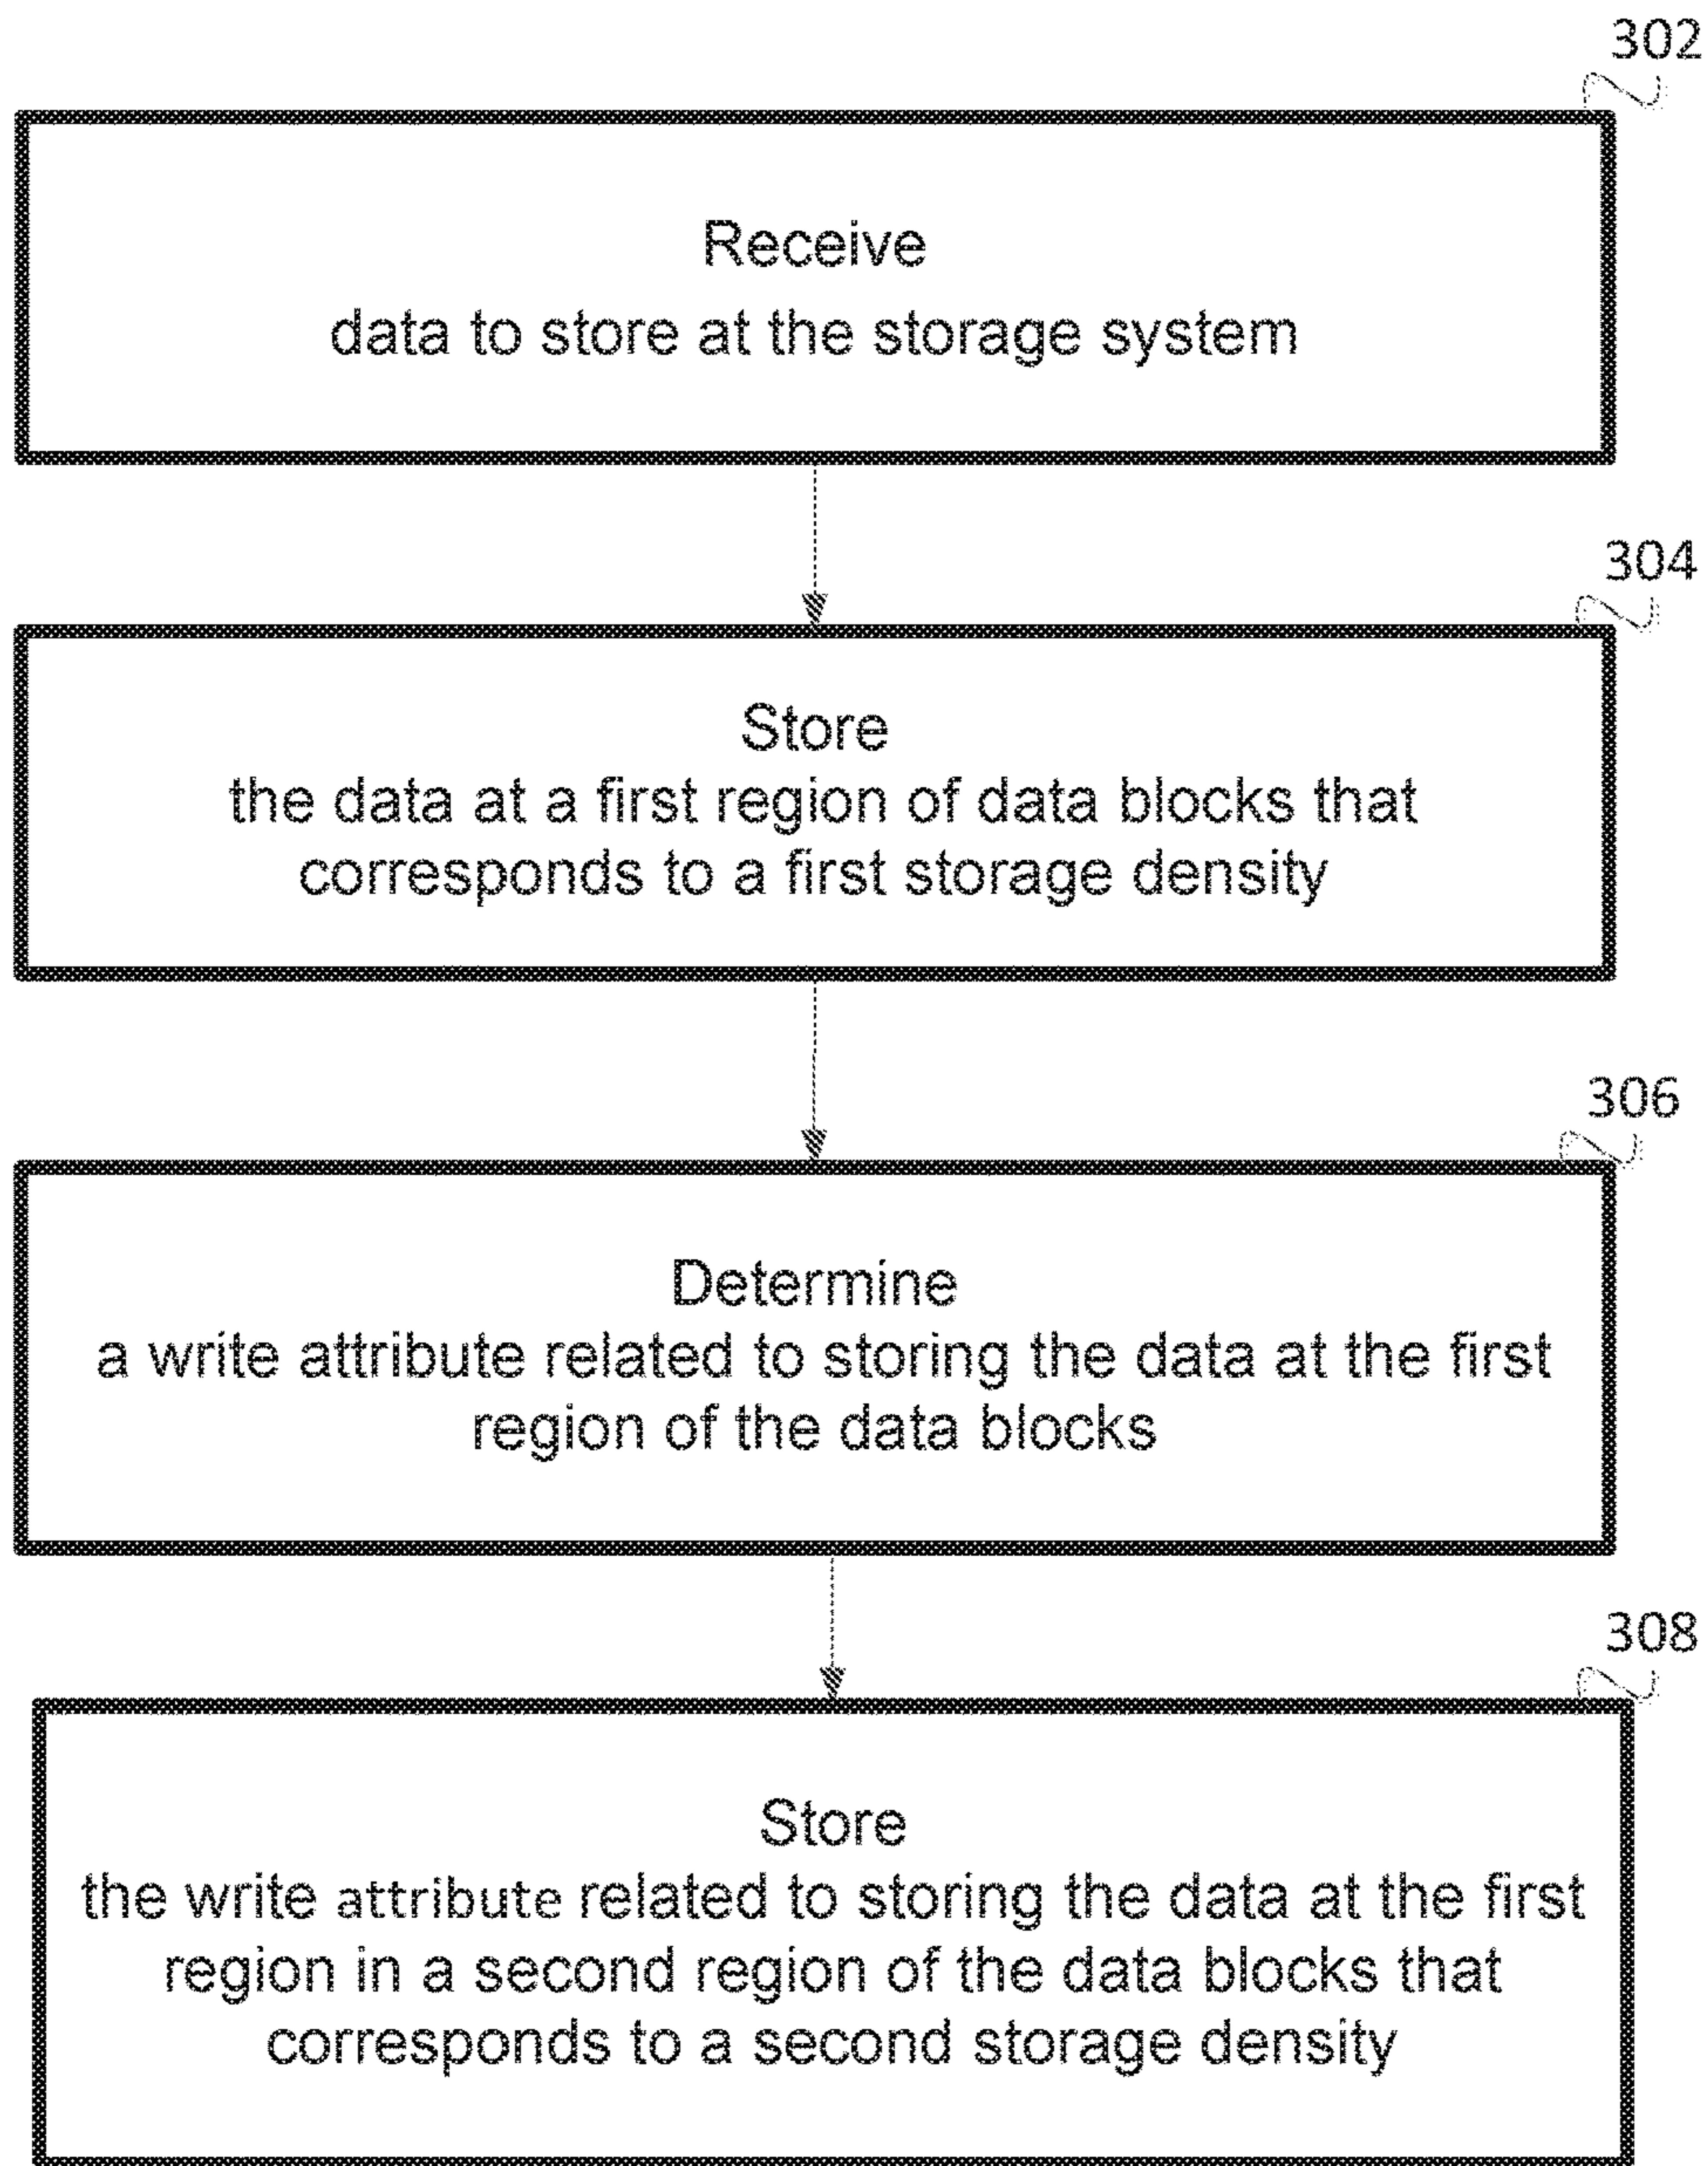 302
Receive
data to store at the storage system
304
Store
the data at a first region of data blocks that
corresponds to a first storage density
306
Determine
a write attribute related to storing the data at the first
region of the data blocks
308
Store
the write attribute related to storing the data at the first
region in a second region of the data blocks that
corresponds to a second storage density